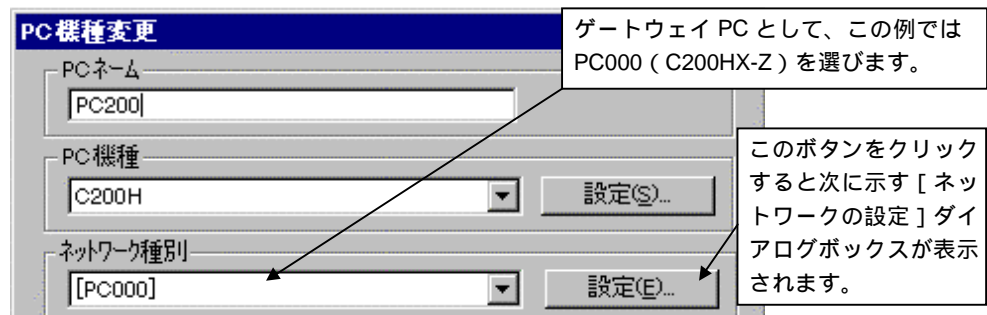 PC機種変更
ゲートウェイ PC として、この例では
PC000（C200HX-Z）を選びます。
PCネーム
PC200
PC機種
C200H
設定(S)...
このボタンをクリック
すると次に示す［ネッ
トワークの設定］ダイ
アログボックスが表示
されます。
ネットワーク種別
[PC000]
設定(E)...